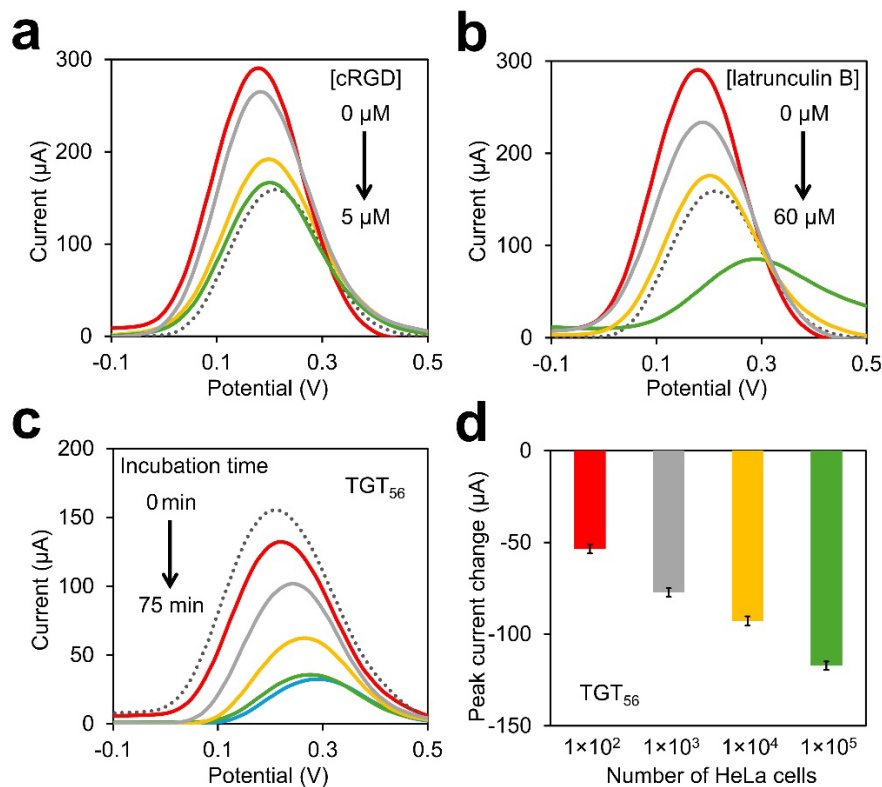 a
300
200
100
0
Current (µA)
[cRGD]
0 µM
5 µM
-0.1 0.1 0.3 0.5
Potential (V)
b
300
200
100
0
Current (µA)
[latrunculin B]
0 µM
60 µM
-0.1 0.1 0.3 0.5
Potential (V)
c
200
150
100
50
0
Current (µA)
Incubation time
0 min
75 min
TGT₅₆
-0.1 0.1 0.3 0.5
Potential (V)
d
0
-50
-100
-150
Peak current change (µA)
TGT₅₆
1×10² 1×10³ 1×10⁴ 1×10⁵
Number of HeLa cells